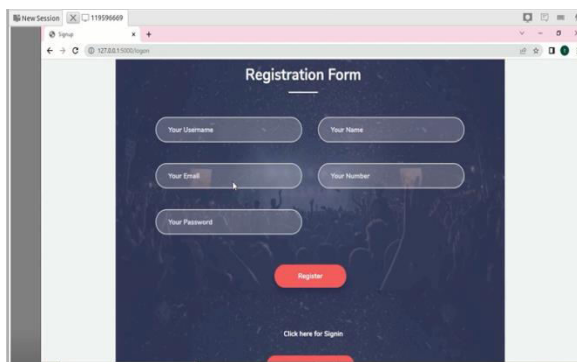 New Session
119596669
Signup
127.0.0.1:5000/logon
Registration Form
Your Username
Your Name
Your Email
Your Number
Your Password
Register
Click here for Signin